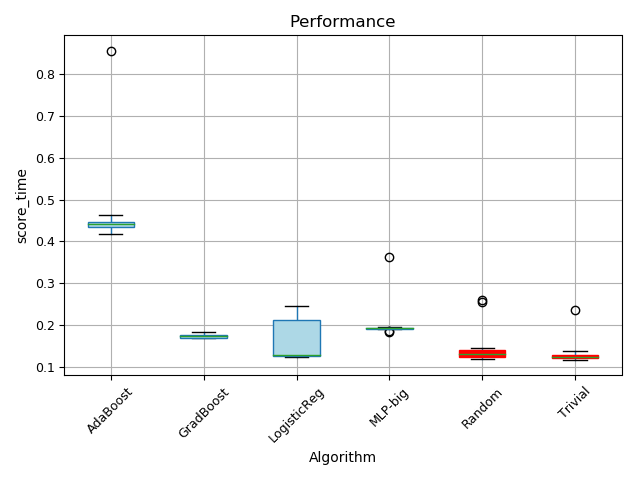 Performance
score_time
0.8
0.7
0.6
0.5
0.4
0.3
0.2
0.1
AdaBoost
GradBoost
LogisticReg
MLP-big
Random
Trivial
Algorithm